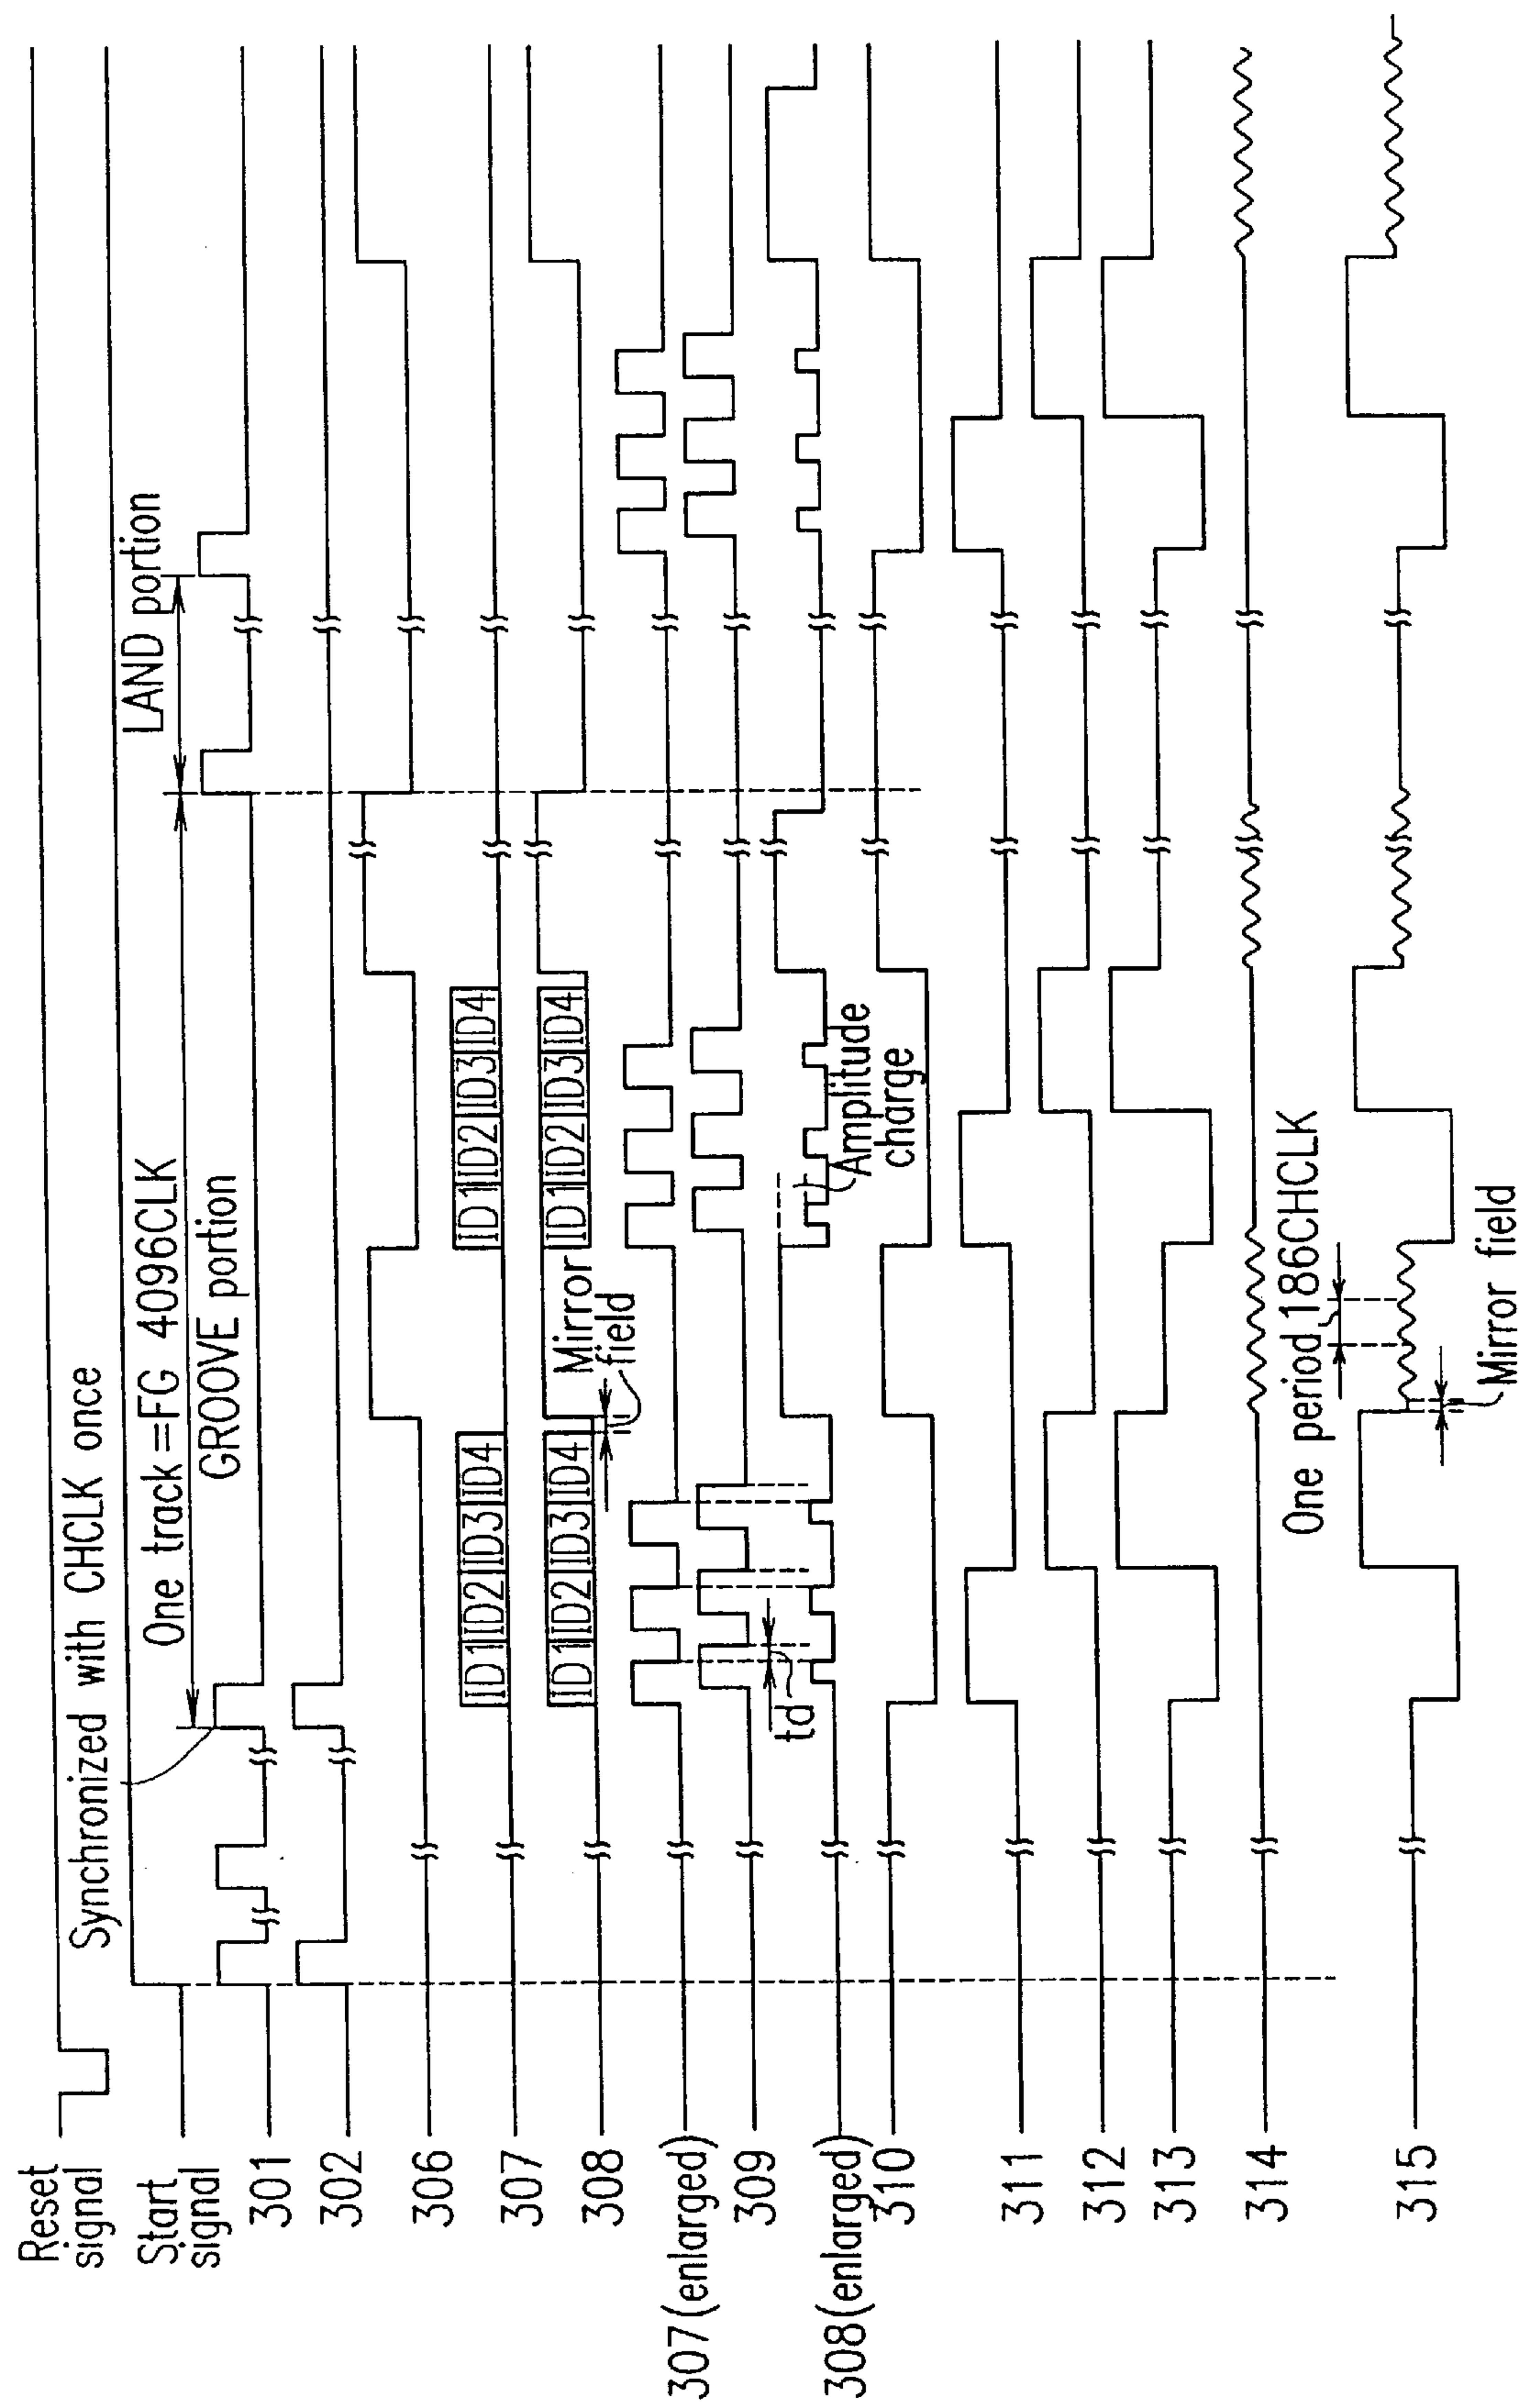 Reset
signal
Start
signal
301
302
306
307
308
307(enlarged)
309
308(enlarged)
310
311
312
313
314
315
Synchronized with CHCLK once
One track=FG 4096CLK
GROOVE portion
LAND portion
ID1 ID2 ID3 ID4
ID1 ID2 ID3 ID4
ID1 ID2 ID3 ID4
ID1 ID2 ID3 ID4
Mirror
field
td
Amplitude
charge
One period 186CHCLK
Mirror field